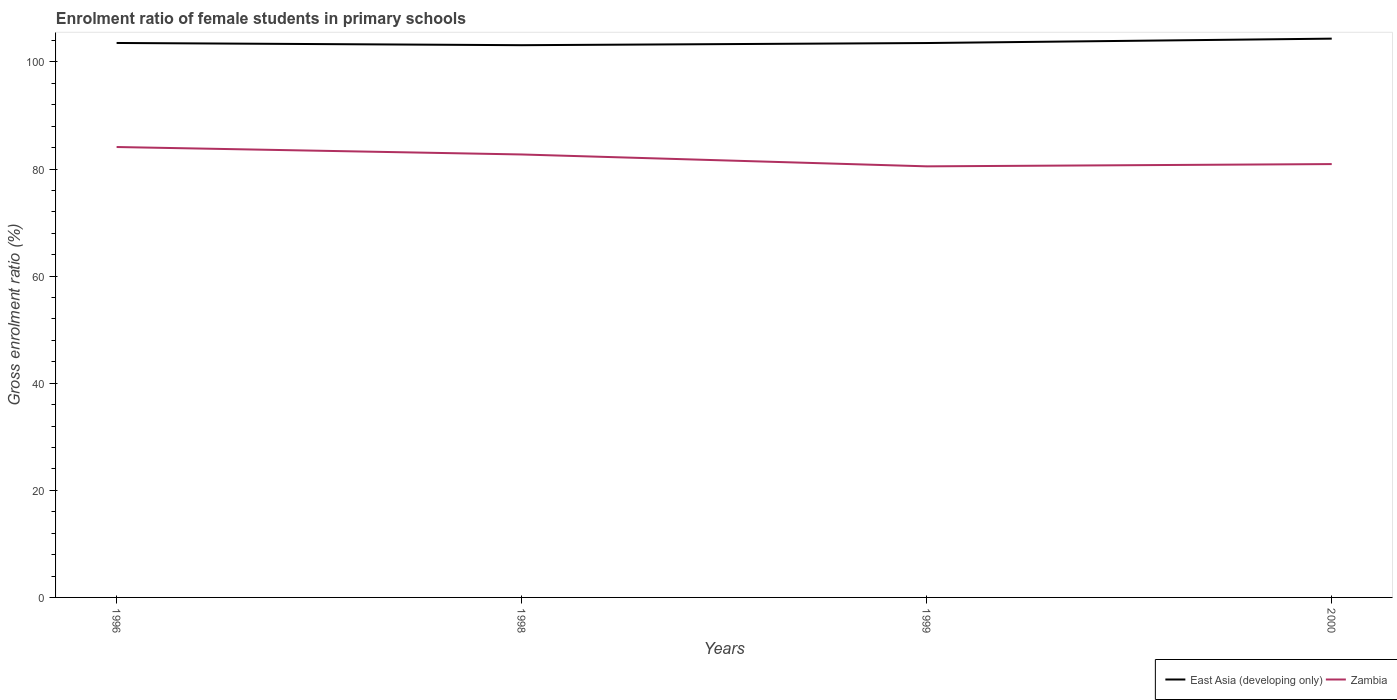 Enrolment ratio of female students in primary schools
Gross enrolment ratio (%)
100
80
60
40
20
0
1996
1998
1999
2000
Years
East Asia (developing only)
Zambia